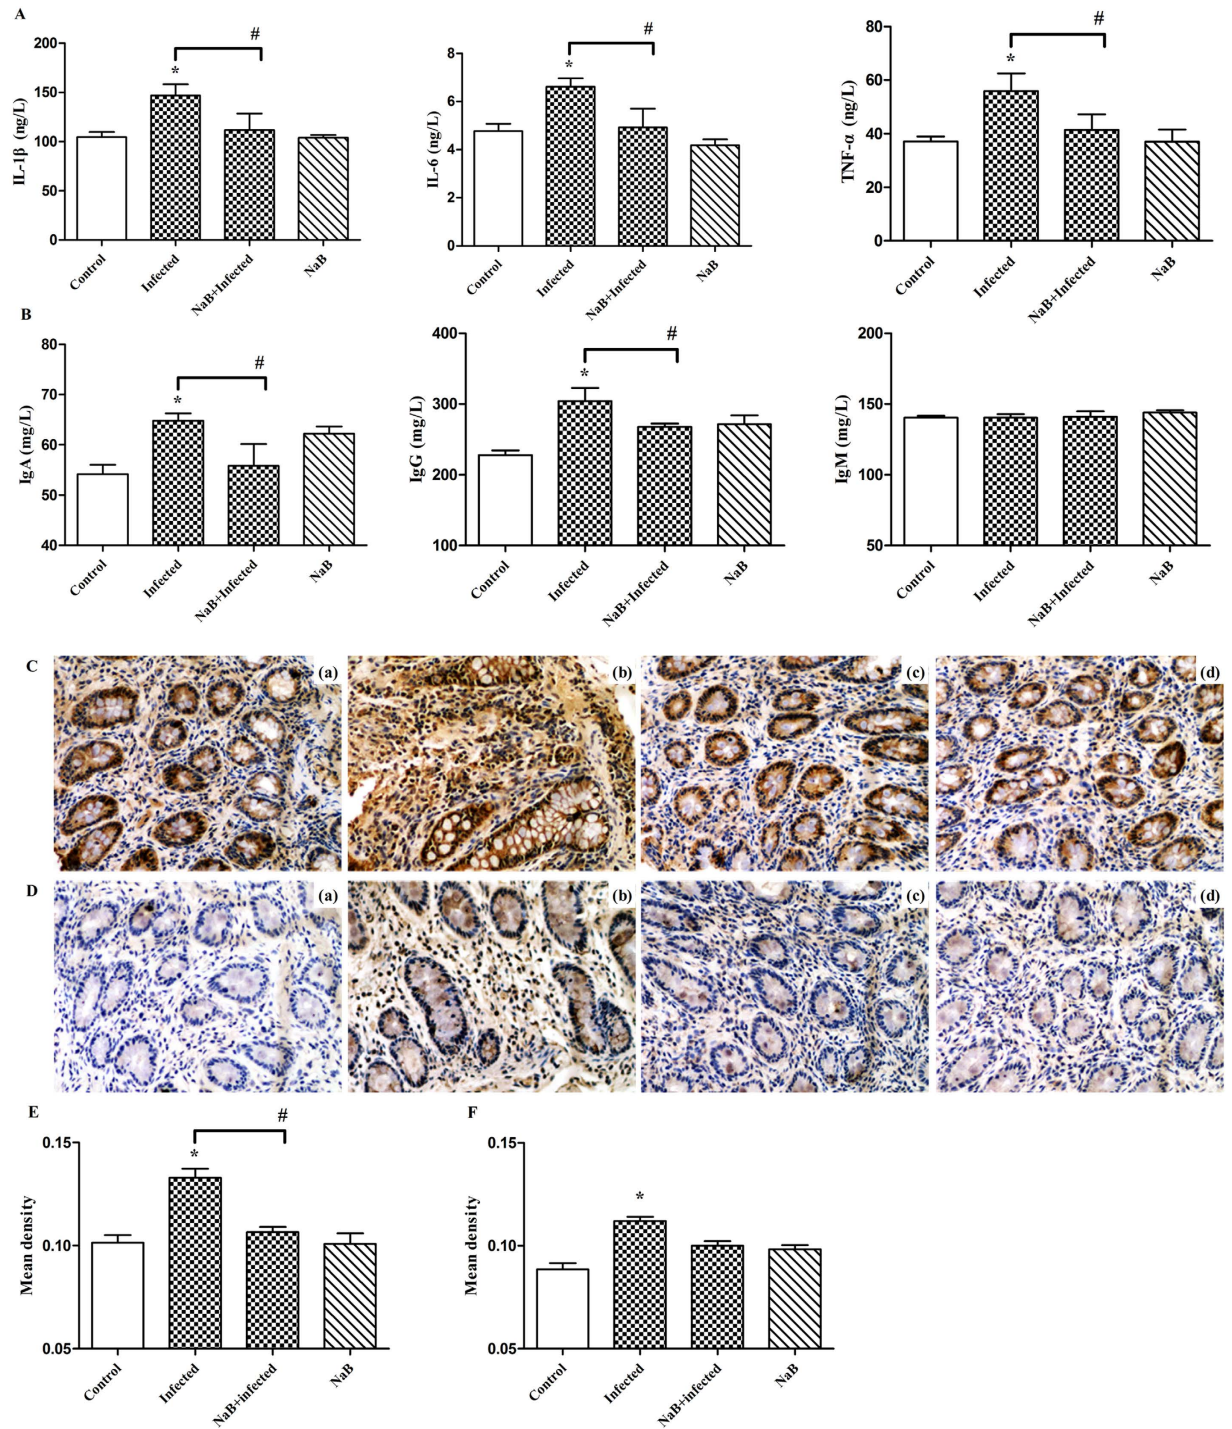 A
IL-1β (ng/L)
200
150
100
50
0
*
#
Control
Infected
NaB+Infected
NaB
IL-6 (ng/L)
8
6
4
2
0
*
#
Control
Infected
NaB+Infected
NaB
TNF-α (ng/L)
80
60
40
20
0
*
#
Control
Infected
NaB+Infected
NaB
B
IgA (mg/L)
80
70
60
50
40
*
#
Control
Infected
NaB+Infected
NaB
IgG (mg/L)
400
300
200
100
*
#
Control
Infected
NaB+Infected
NaB
IgM (mg/L)
200
150
100
50
Control
Infected
NaB+Infected
NaB
C
(a)
(b)
(c)
(d)
D
(a)
(b)
(c)
(d)
E
Mean density
0.15
0.10
0.05
*
#
Control
Infected
NaB+infected
NaB
F
Mean density
0.15
0.10
0.05
*
Control
Infected
NaB+infected
NaB